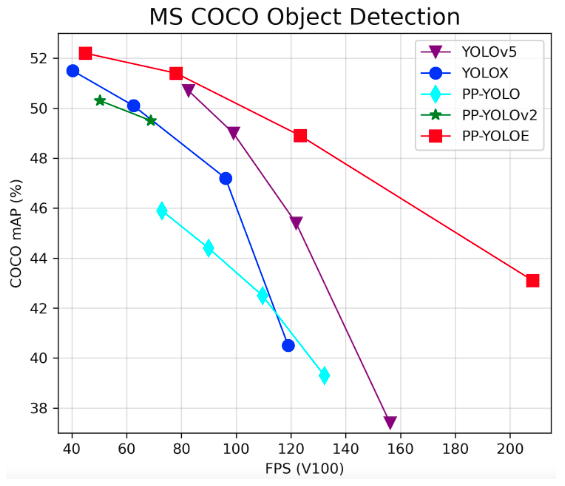 MS COCO Object Detection
YOLOv5
YOLOX
PP-YOLO
PP-YOLOv2
PP-YOLOE
COCO mAP (%)
52
50
48
46
44
42
40
38
40 60 80 100 120 140 160 180 200
FPS (V100)